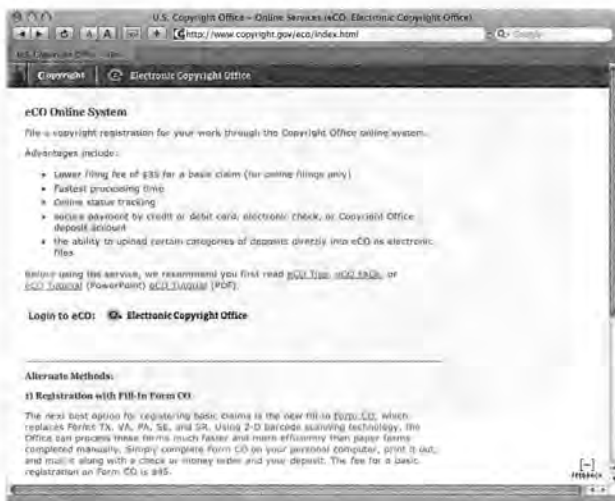 U.S. Copyright Office – Online Services (eCO: Electronic Copyright Office)
A A
http://www.copyright.gov/eco/index.html
Q- Google
Copyright Electronic Copyright Office
eCO Online System
File a copyright registration for your work through the Copyright Office online system.
Advantages include:
Lower filing fee of $35 for a basic claim (for online filings only)
Fastest processing time
Online status tracking
secure payment by credit or debit card, electronic check, or Copyright Office
deposit account
the ability to upload certain categories of deposits directly into eCO as electronic
files
Before using the service, we recommend you first read eCO Tips, eCO FAQs, or
eCO Tutorial (PowerPoint) eCO Tutorial (PDF).
Login to eCO: Electronic Copyright Office
Alternate Methods:
1) Registration with Fill-In Form CO
The next best option for registering basic claims is the new fill-in Form CO, which
replaces Forms TX, VA, PA, SE, and SR. Using 2-D barcode scanning technology, the
Office can process these forms much faster and more efficiently than paper forms
completed manually. Simply complete Form CO on your personal computer, print it out,
and mail it along with a check or money order and your deposit. The fee for a basic
registration on Form CO is $45.
[−]
Feedback